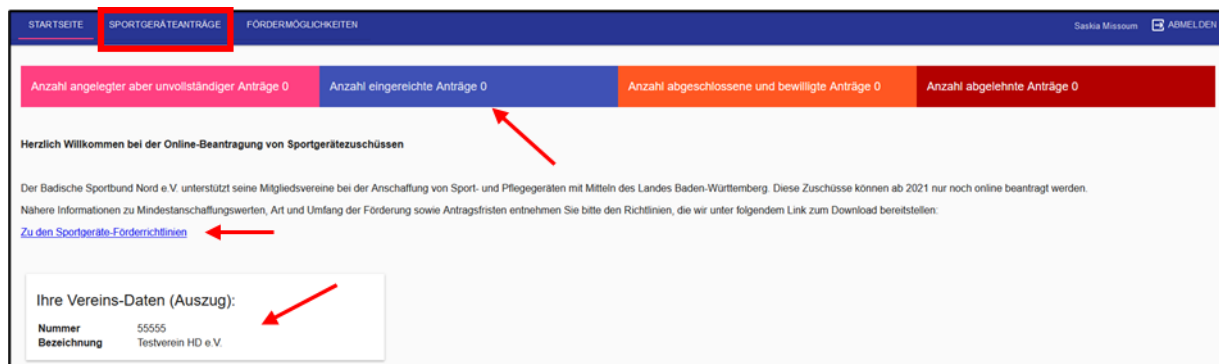 STARTSEITE SPORTGERÄTEANTRÄGE FÖRDERMÖGLICHKEITEN Saskia Missoum ABMELDEN
Anzahl angelegter aber unvollständiger Anträge 0 Anzahl eingereichte Anträge 0 Anzahl abgeschlossene und bewilligte Anträge 0 Anzahl abgelehnte Anträge 0
Herzlich Willkommen bei der Online-Beantragung von Sportgerätezuschüssen
Der Badische Sportbund Nord e.V. unterstützt seine Mitgliedsvereine bei der Anschaffung von Sport- und Pflegegeräten mit Mitteln des Landes Baden-Württemberg. Diese Zuschüsse können ab 2021 nur noch online beantragt werden.
Nähere Informationen zu Mindestanschaffungswerten, Art und Umfang der Förderung sowie Antragsfristen entnehmen Sie bitte den Richtlinien, die wir unter folgendem Link zum Download bereitstellen:
Zu den Sportgeräte-Förderrichtlinien
Ihre Vereins-Daten (Auszug):
Nummer 55555
Bezeichnung Testverein HD e.V.